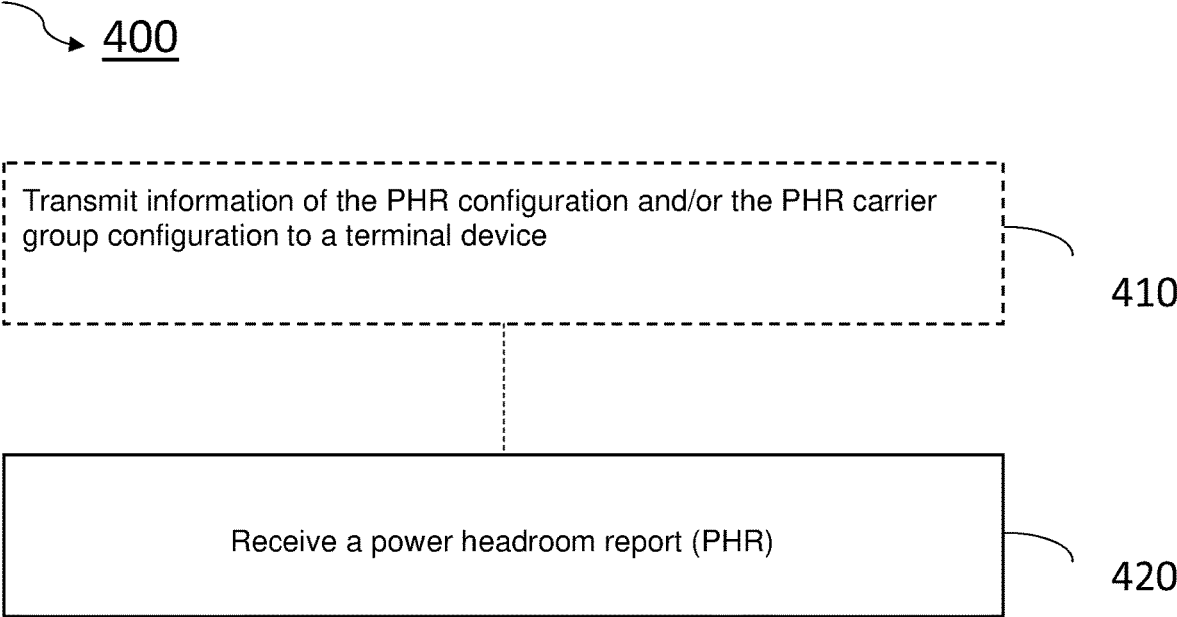 400
Transmit information of the PHR configuration and/or the PHR carrier
group configuration to a terminal device
410
Receive a power headroom report (PHR)
420